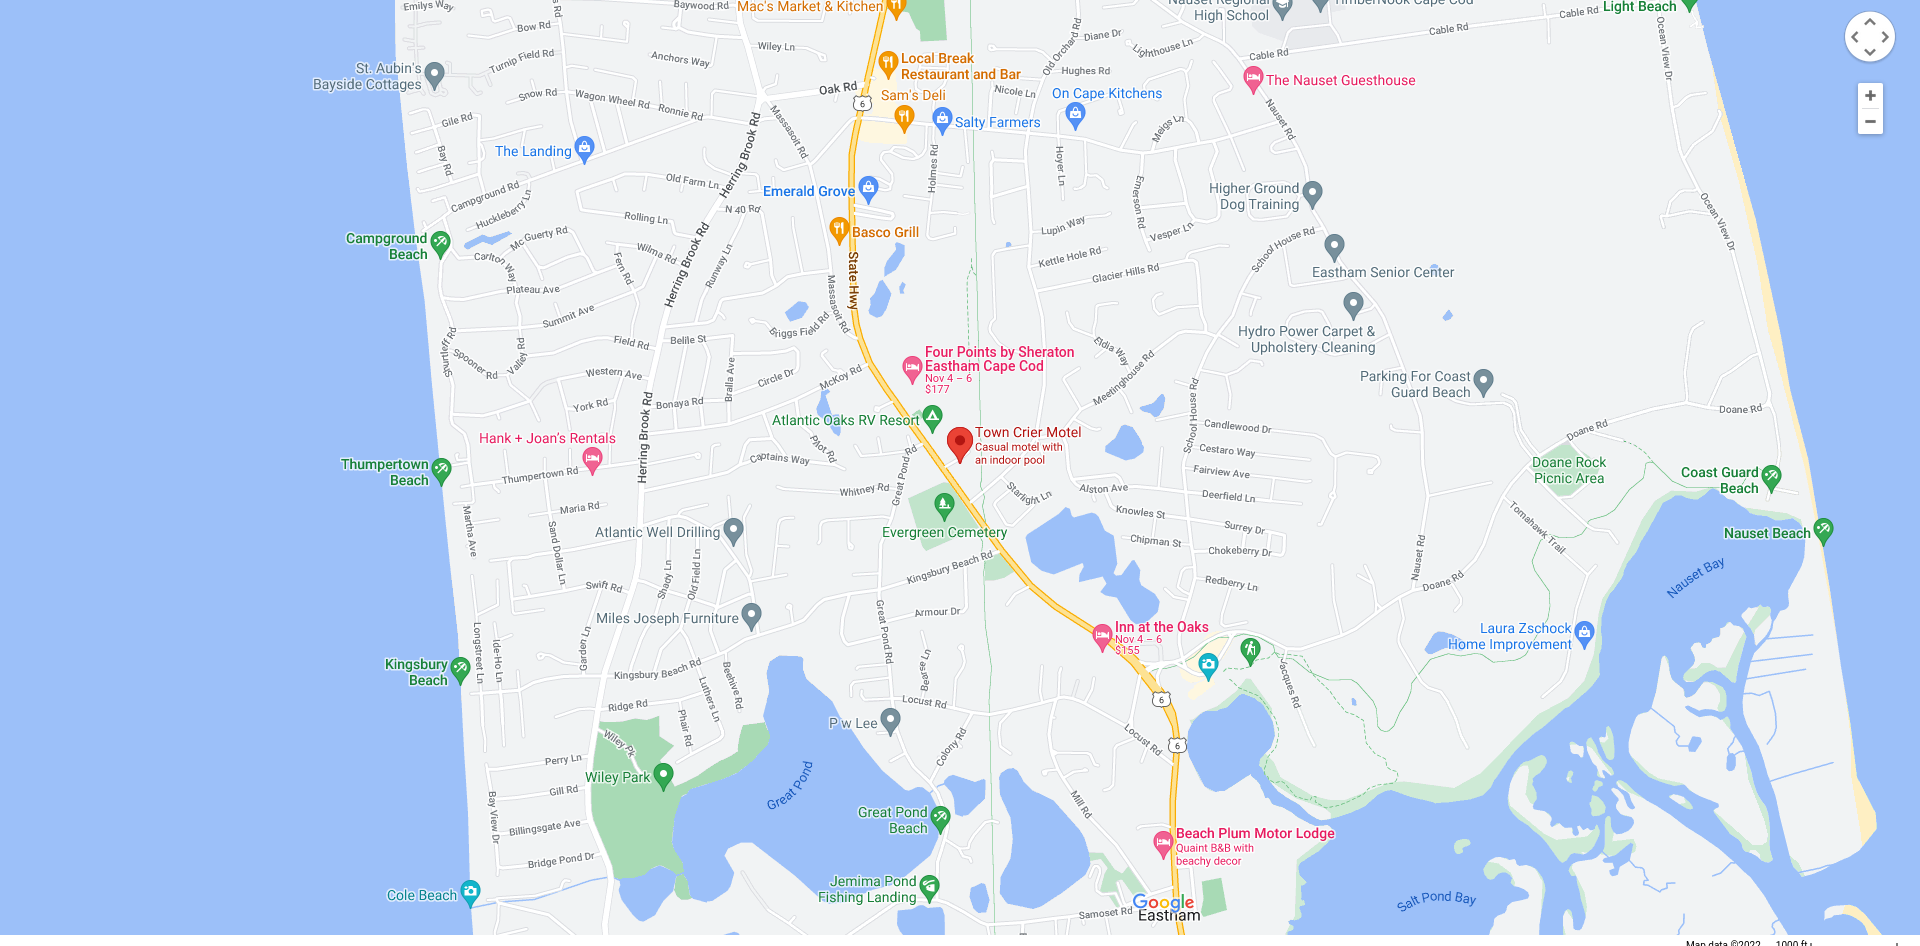 Emilys Way
Baywood Rd
Mac's Market & Kitchen
Nauset Regional
High School
TimberNook Cape Cod
Cable Rd
Light Beach
Bow Rd
Turnip Field Rd
Wiley Ln
Anchors Way
Diane Dr
Lighthouse Ln
Old Orchard Rd
Cable Rd
Cable Rd
Ocean View Dr
St. Aubin's
Bayside Cottages
Local Break
Restaurant and Bar
Hughes Rd
The Nauset Guesthouse
Snow Rd
Wagon Wheel Rd
Ronnie Rd
Oak Rd
6
Sam's Deli
Nicole Ln
On Cape Kitchens
Nauset Rd
Gile Rd
Bay Rd
The Landing
Herring Brook Rd
Massasoit Rd
Salty Farmers
Meigs Ln
Holmes Rd
Hoyer Ln
Old Farm Ln
Emerald Grove
Emerson Rd
Higher Ground
Dog Training
Campground Rd
Huckleberry Ln
Rolling Ln
N 40 Rd
Herring Brook Rd
Basco Grill
Lupin Way
Vesper Ln
School House Rd
Ocean View Dr
Campground
Beach
Mc Guerty Rd
Carlton Way
Wilma Rd
Fern Rd
Runway Ln
Herring Brook Rd
State Hwy
Kettle Hole Rd
Glacier Hills Rd
Eastham Senior Center
Plateau Ave
Summit Ave
Massasoit Rd
Briggs Field Rd
Hydro Power Carpet &
Upholstery Cleaning
Sunset
Spooner Rd
Valley Rd
Field Rd
Belile St
Eldia Way
Meetinghouse Rd
Four Points by Sheraton
Eastham Cape Cod
Nov 4 – 6
$177
Western Ave
Bralla Ave
Circle Dr
McKoy Rd
Parking For Coast
Guard Beach
York Rd
Bonaya Rd
Herring Brook Rd
Atlantic Oaks RV Resort
School House Rd
Candlewood Dr
Doane Rd
Doane Rd
Hank + Joan's Rentals
Phlot Rd
Town Crier Motel
Casual motel with
an indoor pool
Cestaro Way
Thumpertown
Beach
Thumpertown Rd
Captains Way
Great Pond Rd
Fairview Ave
Doane Rock
Picnic Area
Coast Guard
Beach
Whitney Rd
Starlight Ln
Alston Ave
Deerfield Ln
Martha Ave
Maria Rd
Sand Dollar Ln
Atlantic Well Drilling
Evergreen Cemetery
Knowles St
Surrey Dr
Tomahawk Trail
Nauset Beach
Chipman St
Chokeberry Dr
Nauset Rd
Kingsbury Beach Rd
Shady Ln
Old Field Ln
Swift Rd
Redberry Ln
Doane Rd
Nauset Bay
Miles Joseph Furniture
Great Pond Rd
Armour Dr
Inn at the Oaks
Nov 4 – 6
$155
Laura Zschock
Home Improvement
Longstreet Ln
Ide-Ho Ln
Garden Ln
Kingsbury
Beach
Kingsbury Beach Rd
Beehive Rd
Luthers Ln
Jacques Rd
6
Ridge Rd
Phair Rd
Locust Rd
P w Lee
Locust Rd
Colony Rd
6
Wiley Pk
Perry Ln
Wiley Park
Great Pond
Gill Rd
Bay View Dr
Mill Rd
Great Pond
Beach
Billingsgate Ave
Beach Plum Motor Lodge
Quaint B&B with
beachy decor
Bridge Pond Dr
Cole Beach
Jemima Pond
Fishing Landing
Google
Salt Pond Bay
Samoset Rd
Eastham
Map data ©2022
1000 ft